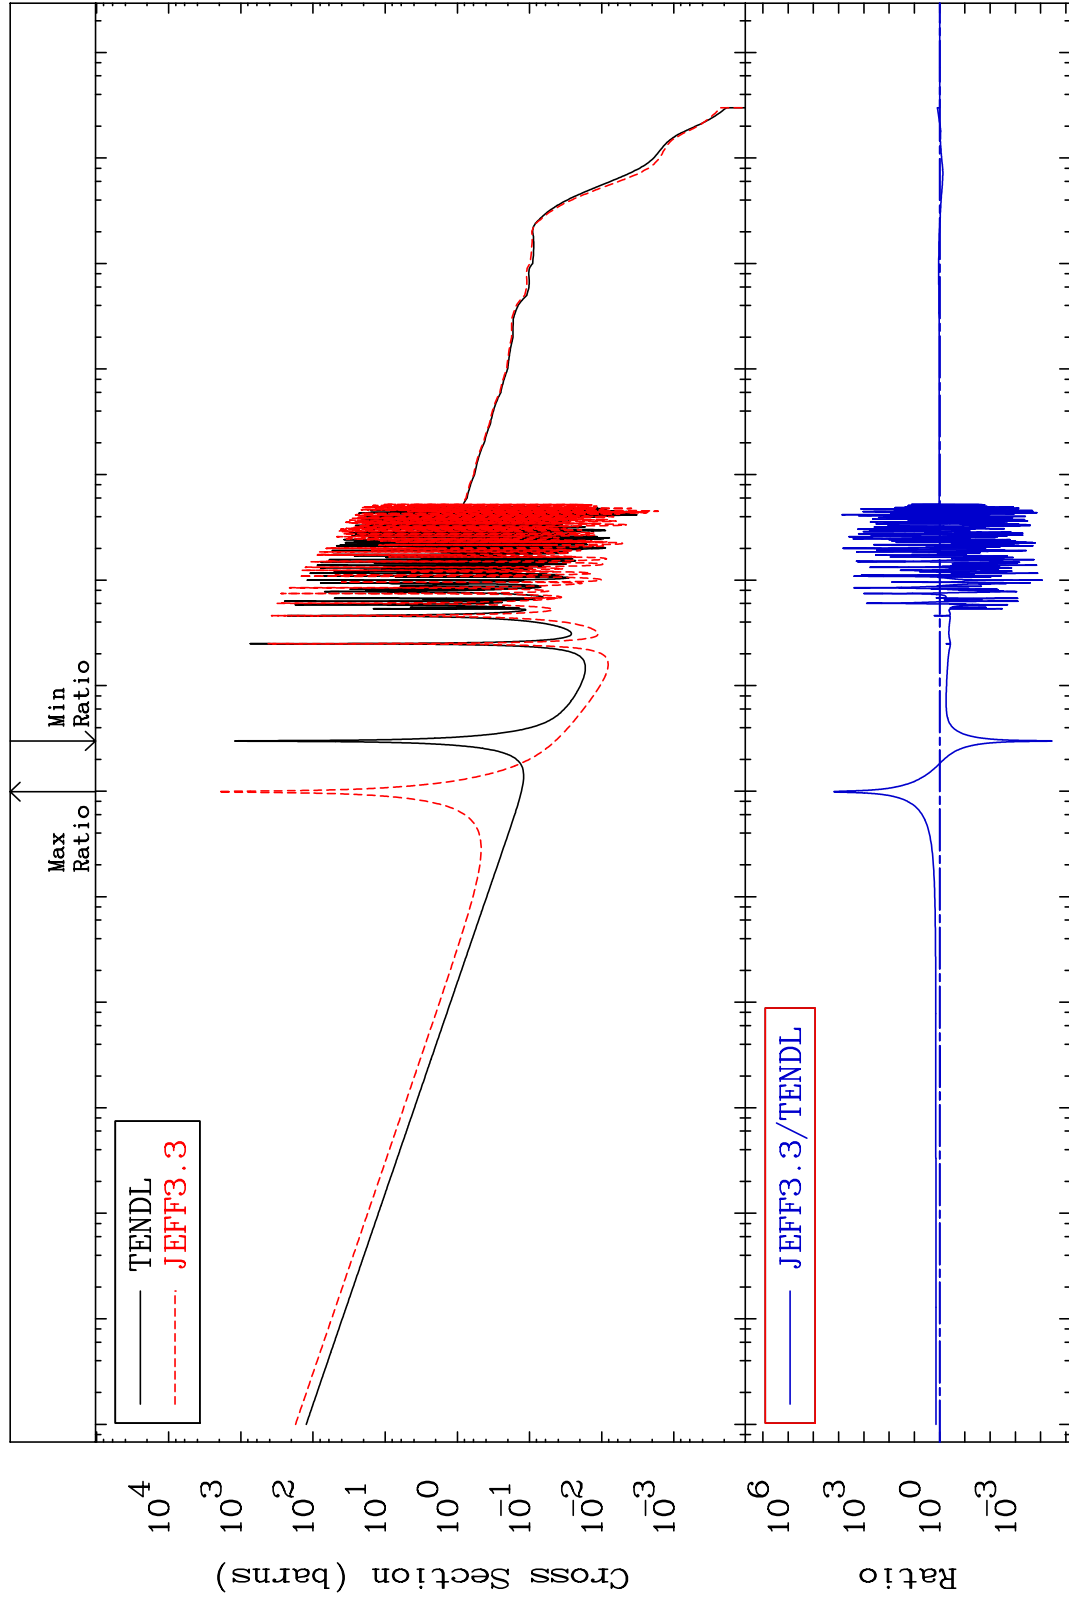 Max
Ratio
Min
Ratio
TENDL
JEFF3.3
10^4
10^3
10^2
10^1
10^0
10^-1
10^-2
10^-3
Cross Section (barns)
JEFF3.3/TENDL
10^6
10^3
10^0
10^-3
Ratio